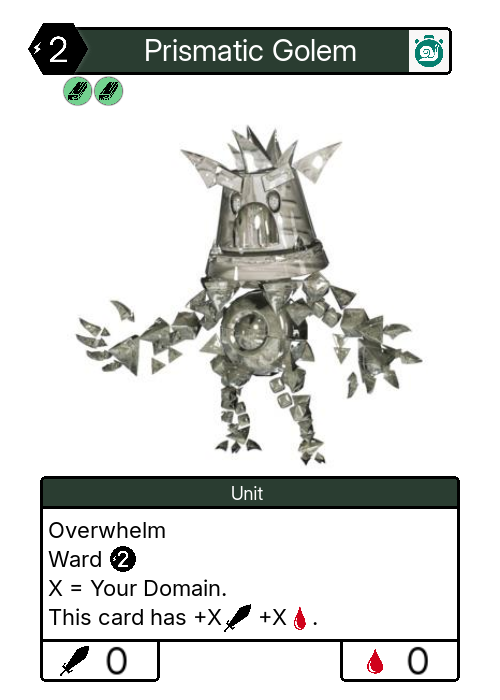 2 Prismatic Golem
Unit
Overwhelm
Ward 2
X = Your Domain.
This card has +X +X .
0 0